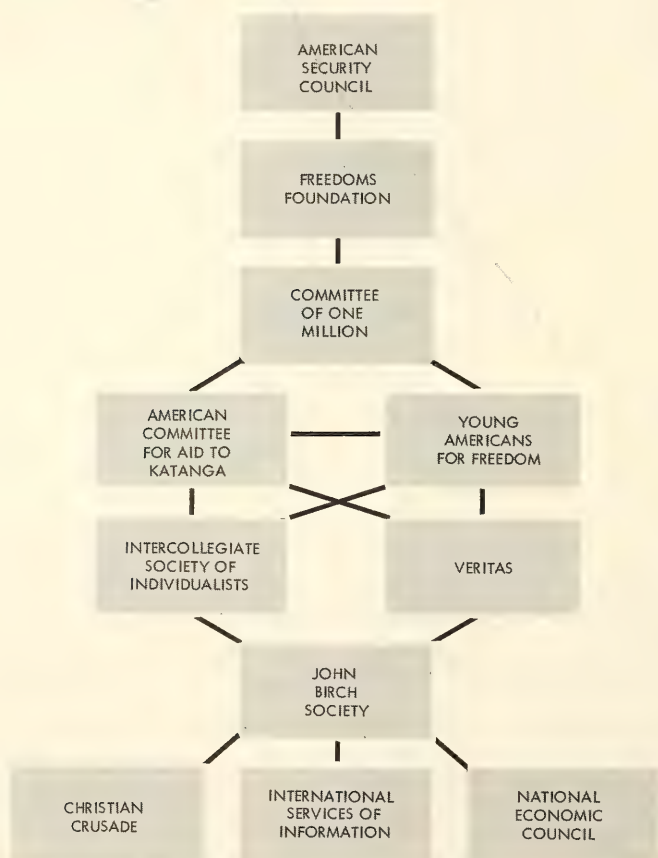 AMERICAN
SECURITY
COUNCIL
FREEDOMS
FOUNDATION
COMMITTEE
OF ONE
MILLION
AMERICAN
COMMITTEE
FOR AID TO
KATANGA
YOUNG
AMERICANS
FOR FREEDOM
INTERCOLLEGIATE
SOCIETY OF
INDIVIDUALISTS
VERITAS
JOHN
BIRCH
SOCIETY
CHRISTIAN
CRUSADE
INTERNATIONAL
SERVICES OF
INFORMATION
NATIONAL
ECONOMIC
COUNCIL